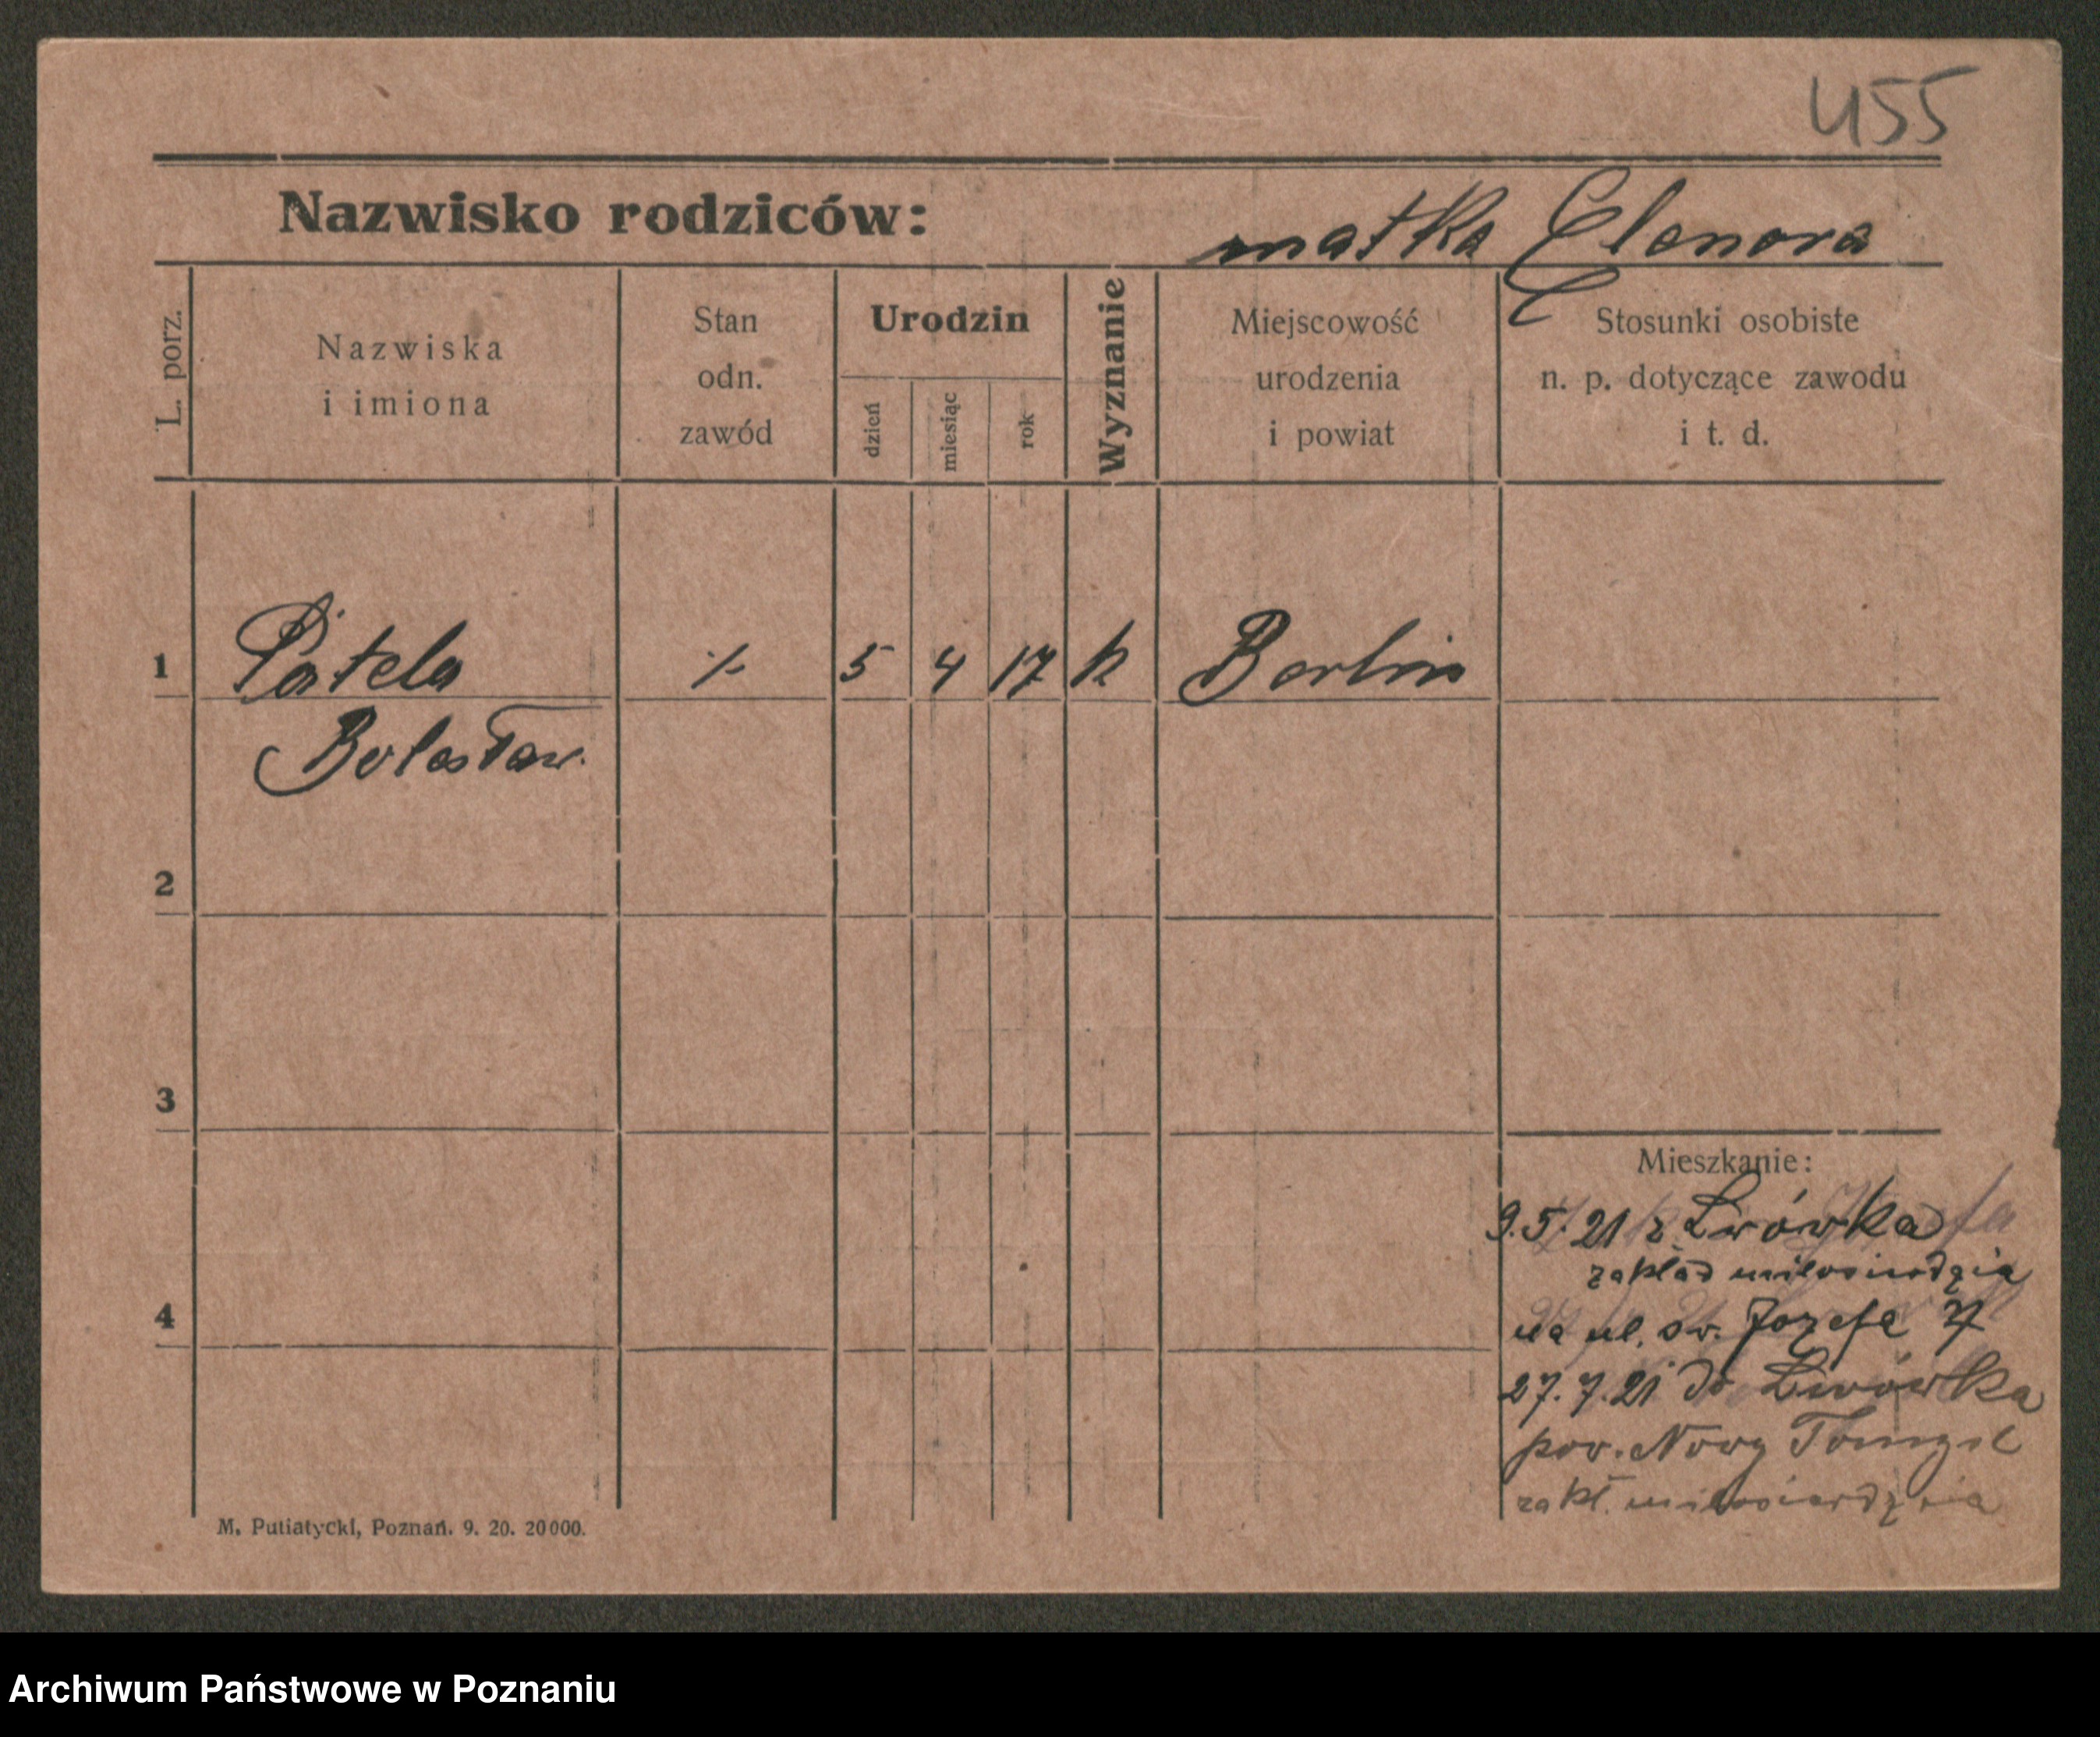 455
Nazwisko rodziców: matka Elenora
L. porz.
Nazwiska
i imiona
Stan
odn.
zawód
Urodzin
dzień
miesiąc
rok
Wyznanie
Miejscowość
urodzenia
i powiat
Stosunki osobiste
n. p. dotyczące zawodu
i t. d.
1 Patela % 5 4 17 k Berlin
Bolesław.
2
3
4
Mieszkanie:
9.5.21 z Lwówka
zakład miłosierdzia
na ul. św. Józefa 7
27.7.21 do Lwówka
pow. Nowy Tomyśl
zakł. miłosierdzia
M. Putiatycki, Poznań. 9. 20. 20000.
Archiwum Państwowe w Poznaniu